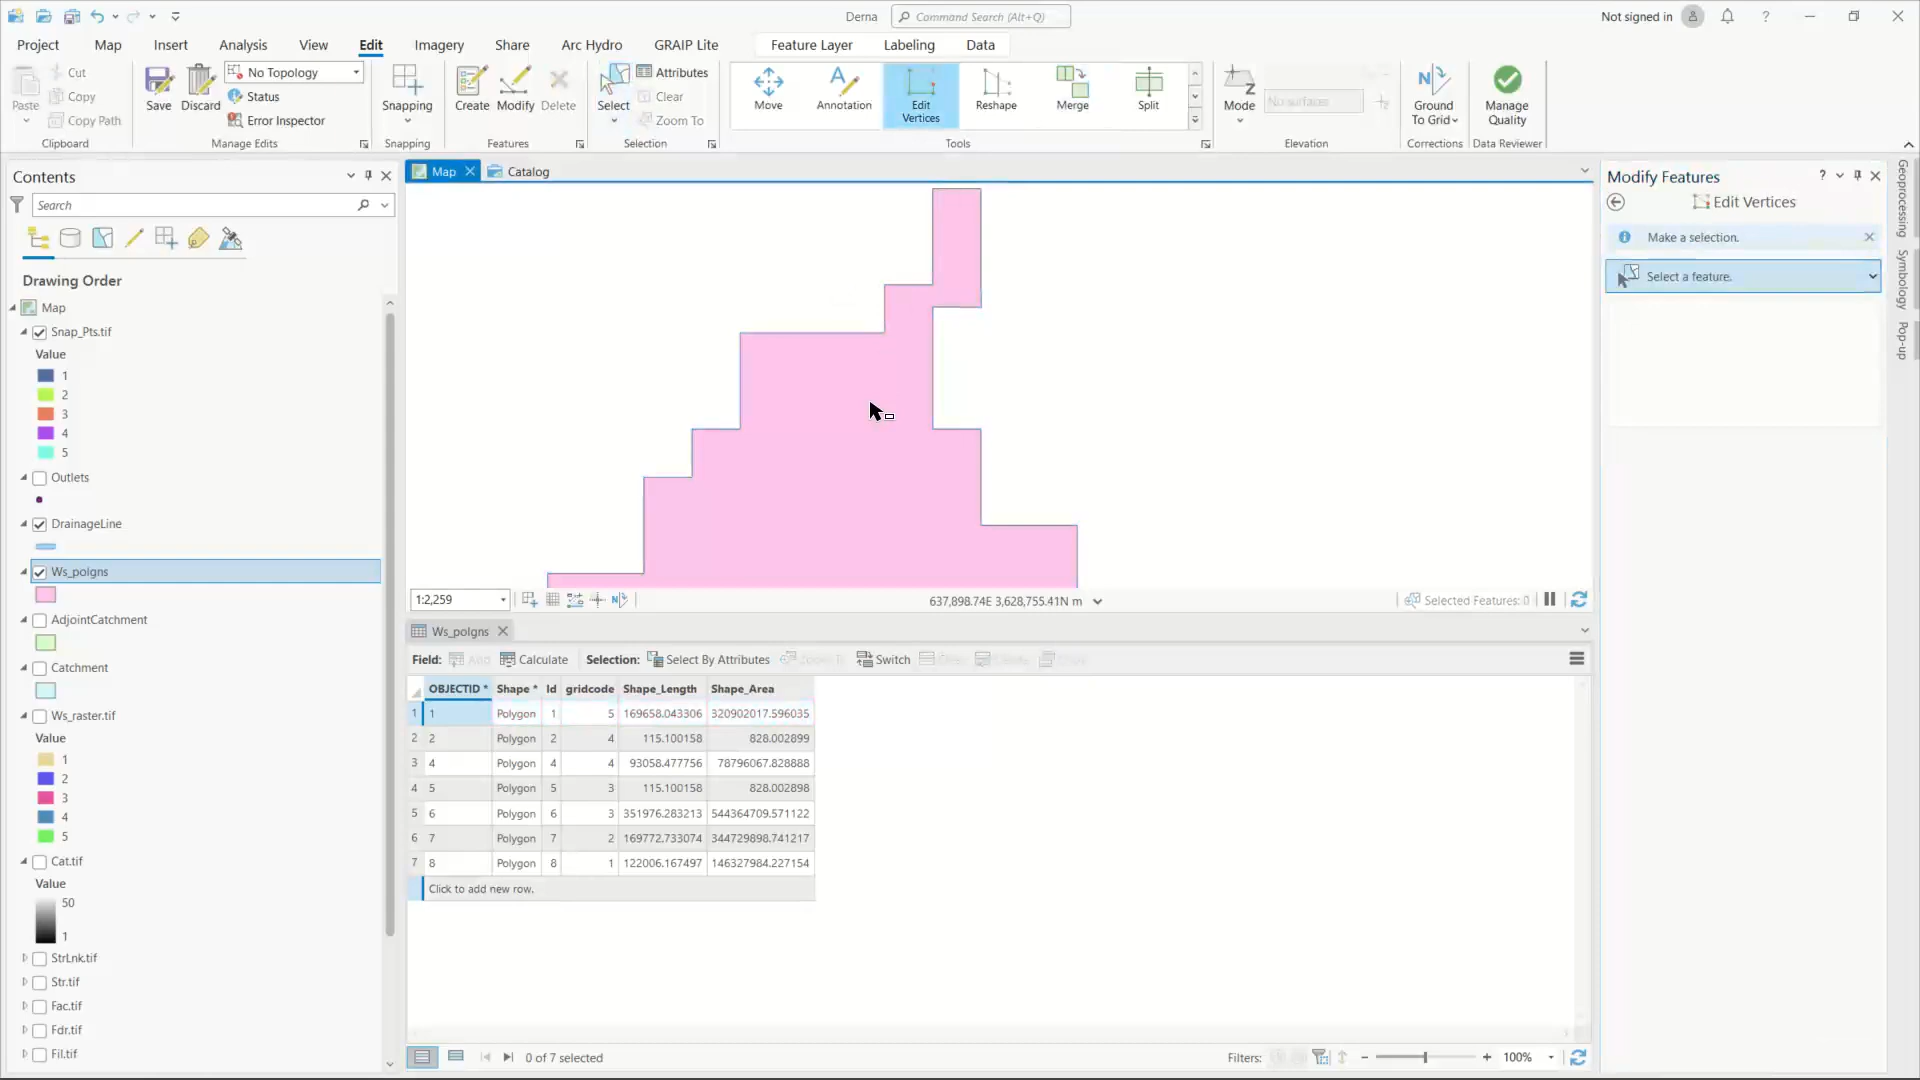 Derna
Command Search (Alt+Q)
Not signed in
?
Project
Map
Insert
Analysis
View
Edit
Imagery
Share
Arc Hydro
GRAIP Lite
Feature Layer
Labeling
Data
Paste
Cut
Copy
Copy Path
Clipboard
Save
Discard
No Topology
Status
Error Inspector
Manage Edits
Snapping
Snapping
Create
Modify
Delete
Features
Select
Attributes
Clear
Zoom To
Selection
Move
Annotation
Edit
Vertices
Reshape
Merge
Split
Tools
Mode
No surfaces
Elevation
Ground
To Grid
Corrections
Manage
Quality
Data Reviewer
Contents
Search
Drawing Order
Map
Snap_Pts.tif
Value
1
2
3
4
5
Outlets
DrainageLine
Ws_polgns
AdjointCatchment
Catchment
Ws_raster.tif
Value
1
2
3
4
5
Cat.tif
Value
50
1
StrLnk.tif
Str.tif
Fac.tif
Fdr.tif
Fil.tif
Map
Catalog
1:2,259
637,898.74E 3,628,755.41N m
Selected Features: 0
Ws_polgns
Field: Add Calculate Selection: Select By Attributes Zoom To Switch
OBJECTID * Shape * Id gridcode Shape_Length Shape_Area
1 1 Polygon 1 5 169658.043306 320902017.596035
2 2 Polygon 2 4 115.100158 828.002899
3 4 Polygon 4 4 93058.477756 78796067.828888
4 5 Polygon 5 3 115.100158 828.002898
5 6 Polygon 6 3 351976.283213 544364709.571122
6 7 Polygon 7 2 169772.733074 344729898.741217
7 8 Polygon 8 1 122006.167497 146327984.227154
Click to add new row.
0 of 7 selected
Filters:
100%
Modify Features
?
Edit Vertices
Make a selection.
Select a feature.
Geoprocessing
Symbology
Pop-up